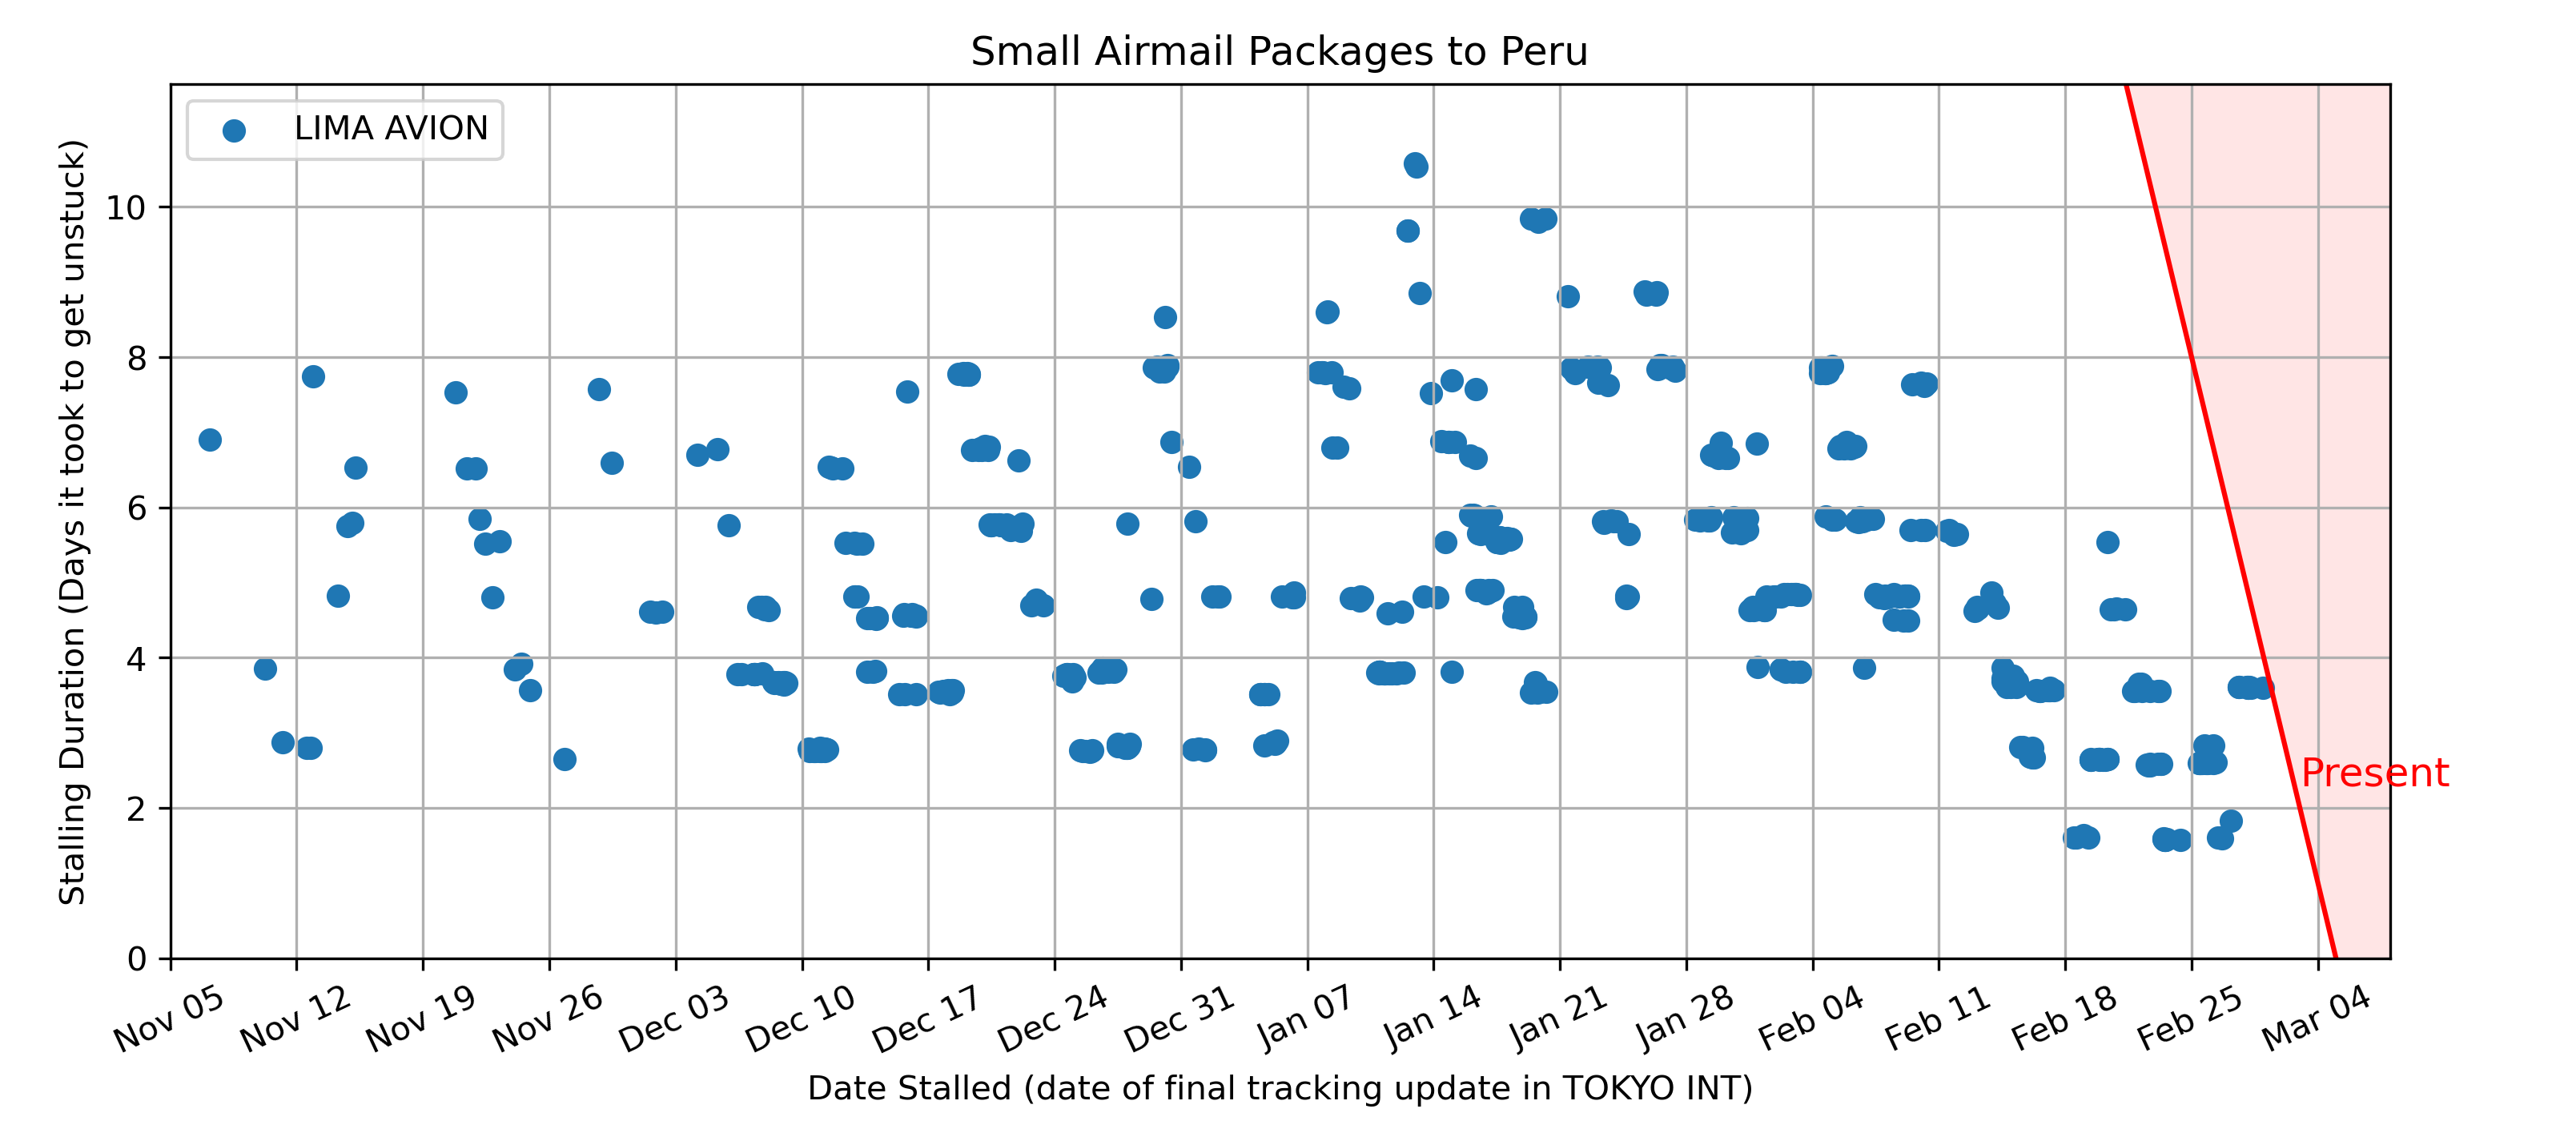 Small Airmail Packages to Peru
LIMA AVION
Stalling Duration (Days it took to get unstuck)
10
8
6
4
2
0
Present
Nov 05
Nov 12
Nov 19
Nov 26
Dec 03
Dec 10
Dec 17
Dec 24
Dec 31
Jan 07
Jan 14
Jan 21
Jan 28
Feb 04
Feb 11
Feb 18
Feb 25
Mar 04
Date Stalled (date of final tracking update in TOKYO INT)